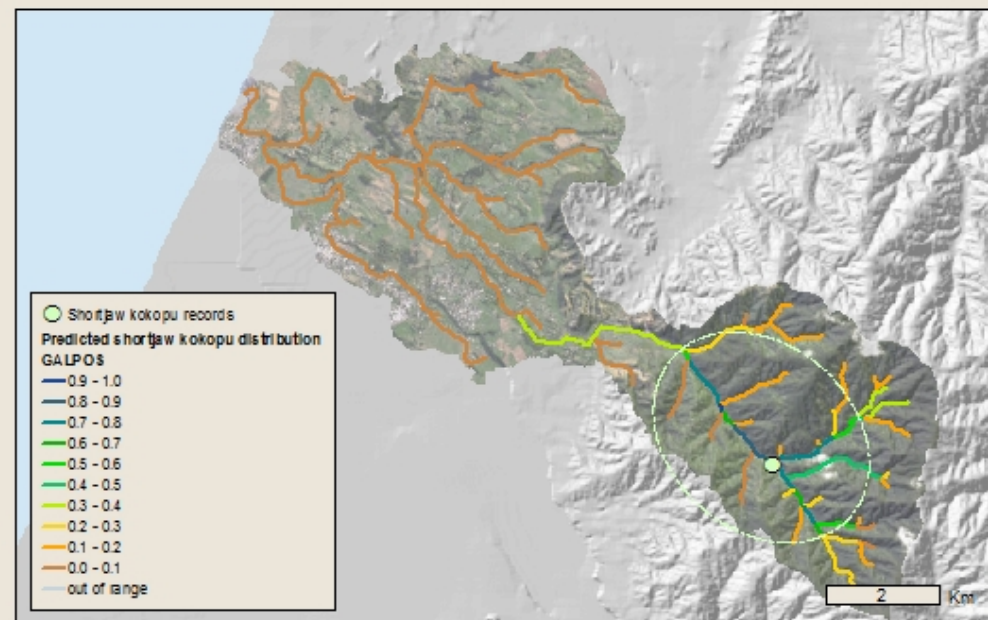 Shortjaw kokopu records
Predicted shortjaw kokopu distribution
GALPOS
0.9 - 1.0
0.8 - 0.9
0.7 - 0.8
0.6 - 0.7
0.5 - 0.6
0.4 - 0.5
0.3 - 0.4
0.2 - 0.3
0.1 - 0.2
0.0 - 0.1
out of range
2 Km